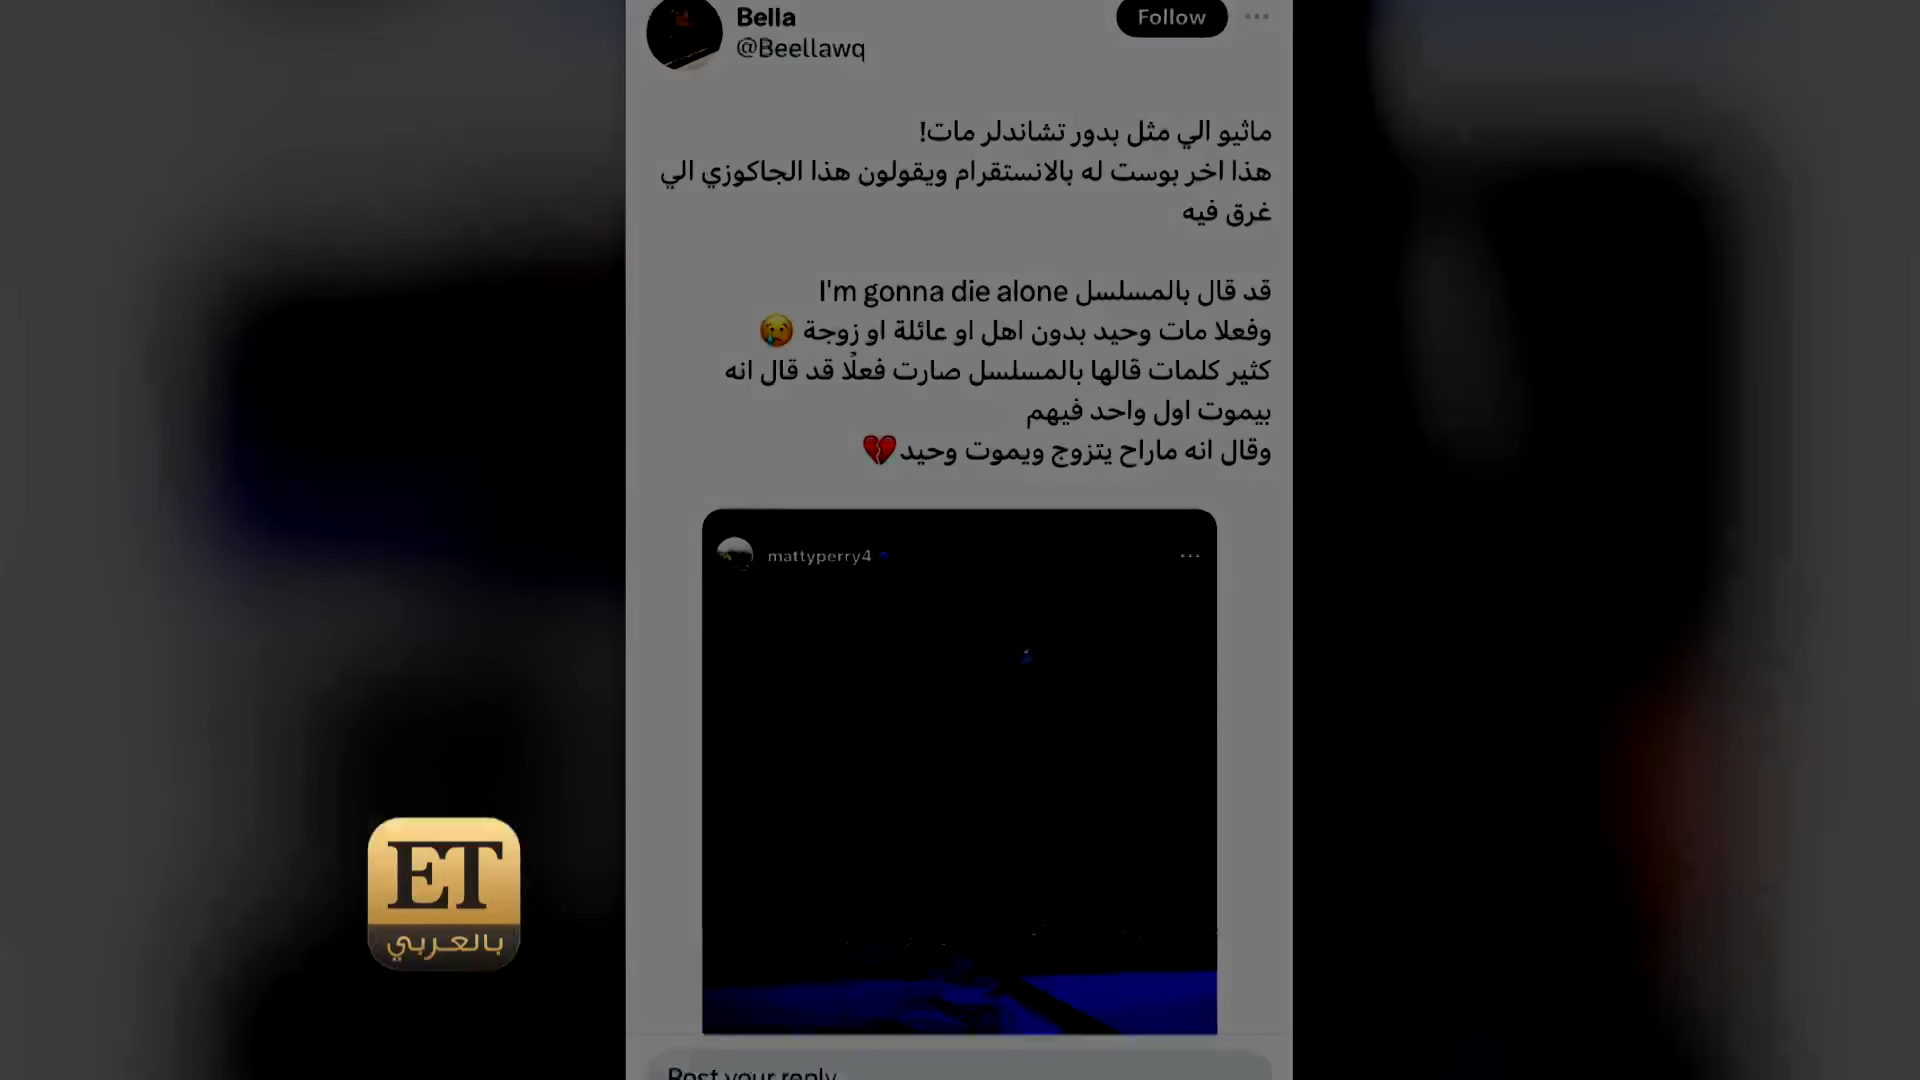 Bella
Follow
@Beellawq
ماثيو الي مثل بدور تشاندلر مات!
هذا اخر بوست له بالانستقرام ويقولون هذا الجاكوزي الي
غرق فيه
قد قال بالمسلسل I'm gonna die alone
وفعلا مات وحيد بدون اهل او عائلة او زوجة 😢
كثير كلمات قالها بالمسلسل صارت فعلًا قد قال انه
بيموت اول واحد فيهم
وقال انه ماراح يتزوج ويموت وحيد💔
mattyperry4
ET
بالعربي
Post your reply